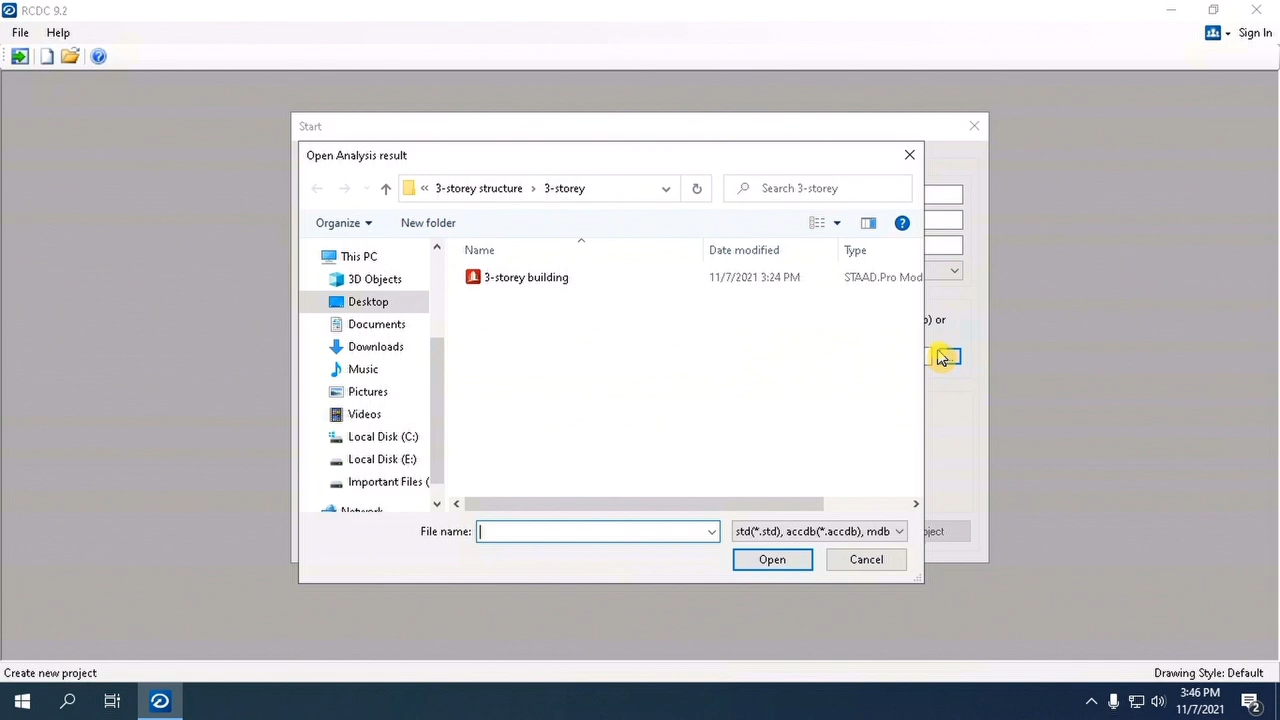 RCDC 9.2
File Help
Sign In
Start
Open Analysis result
« 3-storey structure › 3-storey
Search 3-storey
Organize
New folder
This PC
3D Objects
Desktop
Documents
Downloads
Music
Pictures
Videos
Local Disk (C:)
Local Disk (E:)
Important Files (
Network
Name Date modified Type
3-storey building 11/7/2021 3:24 PM STAAD.Pro Mod
) or
File name:
std(*.std), accdb(*.accdb), mdb
Open
Cancel
Create new project
Drawing Style: Default
3:46 PM
11/7/2021
2